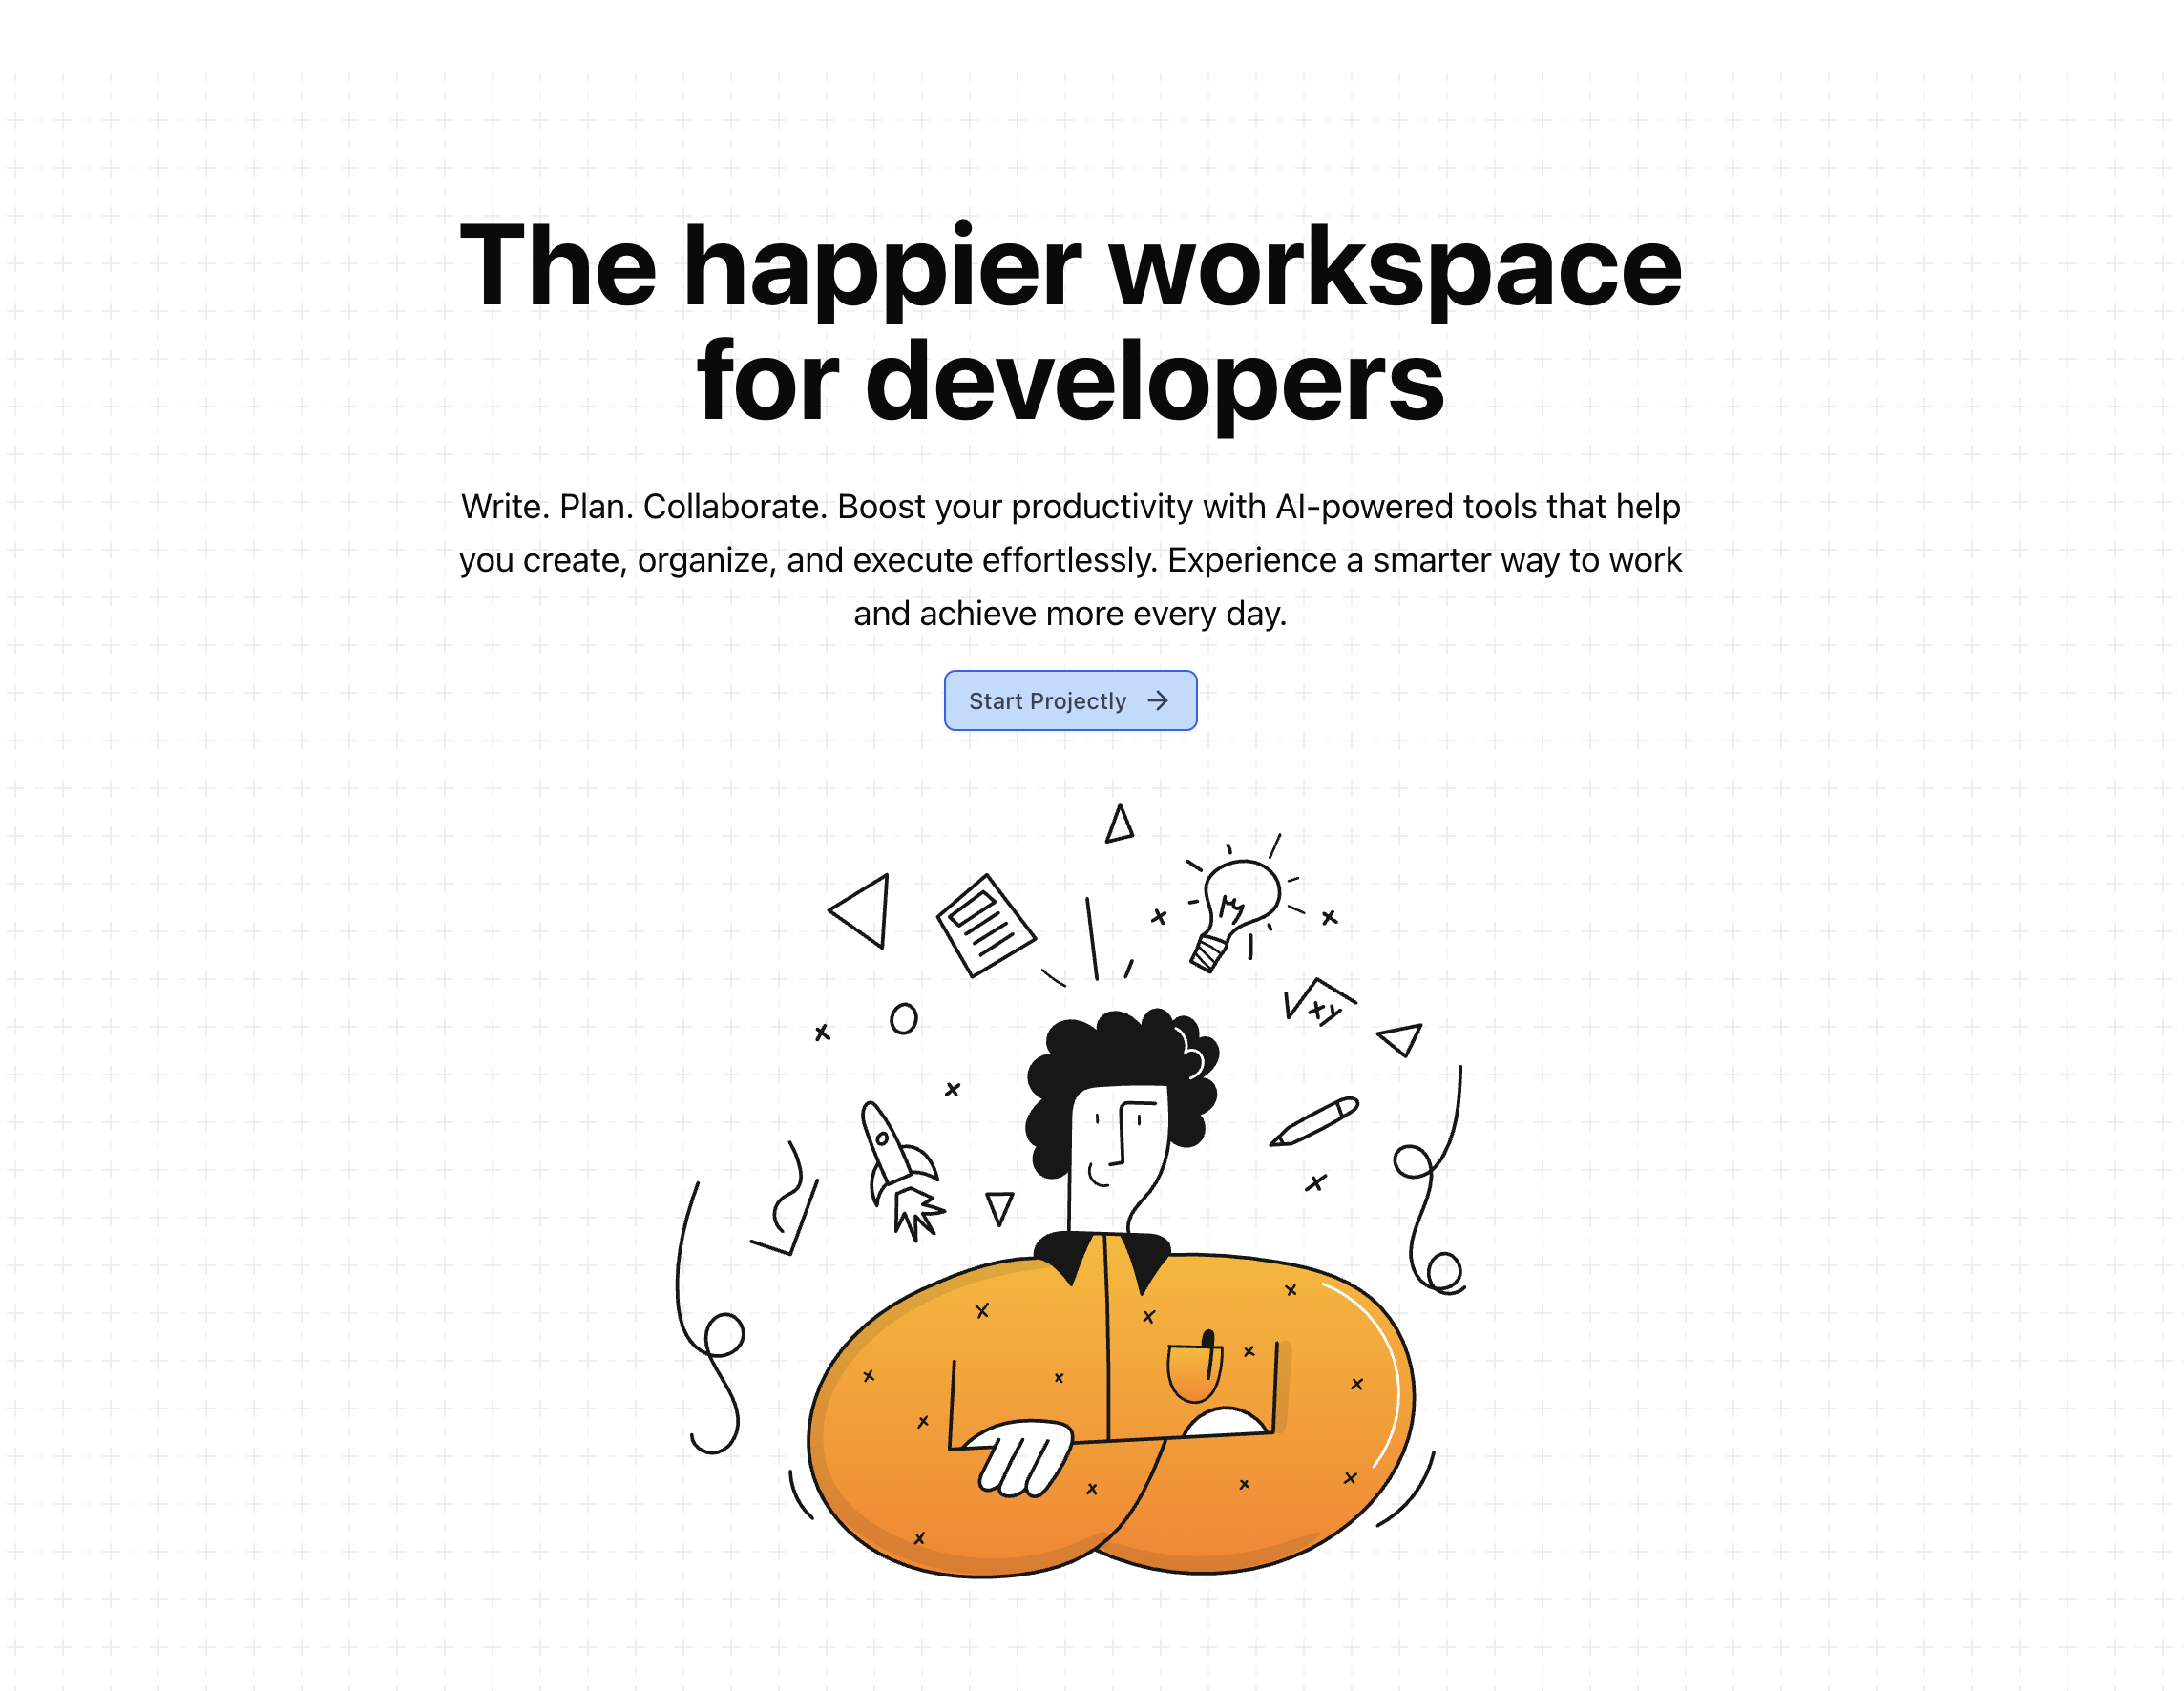 The happier workspace
for developers
Write. Plan. Collaborate. Boost your productivity with AI-powered tools that help
you create, organize, and execute effortlessly. Experience a smarter way to work
and achieve more every day.
Start Projectly →
√xy